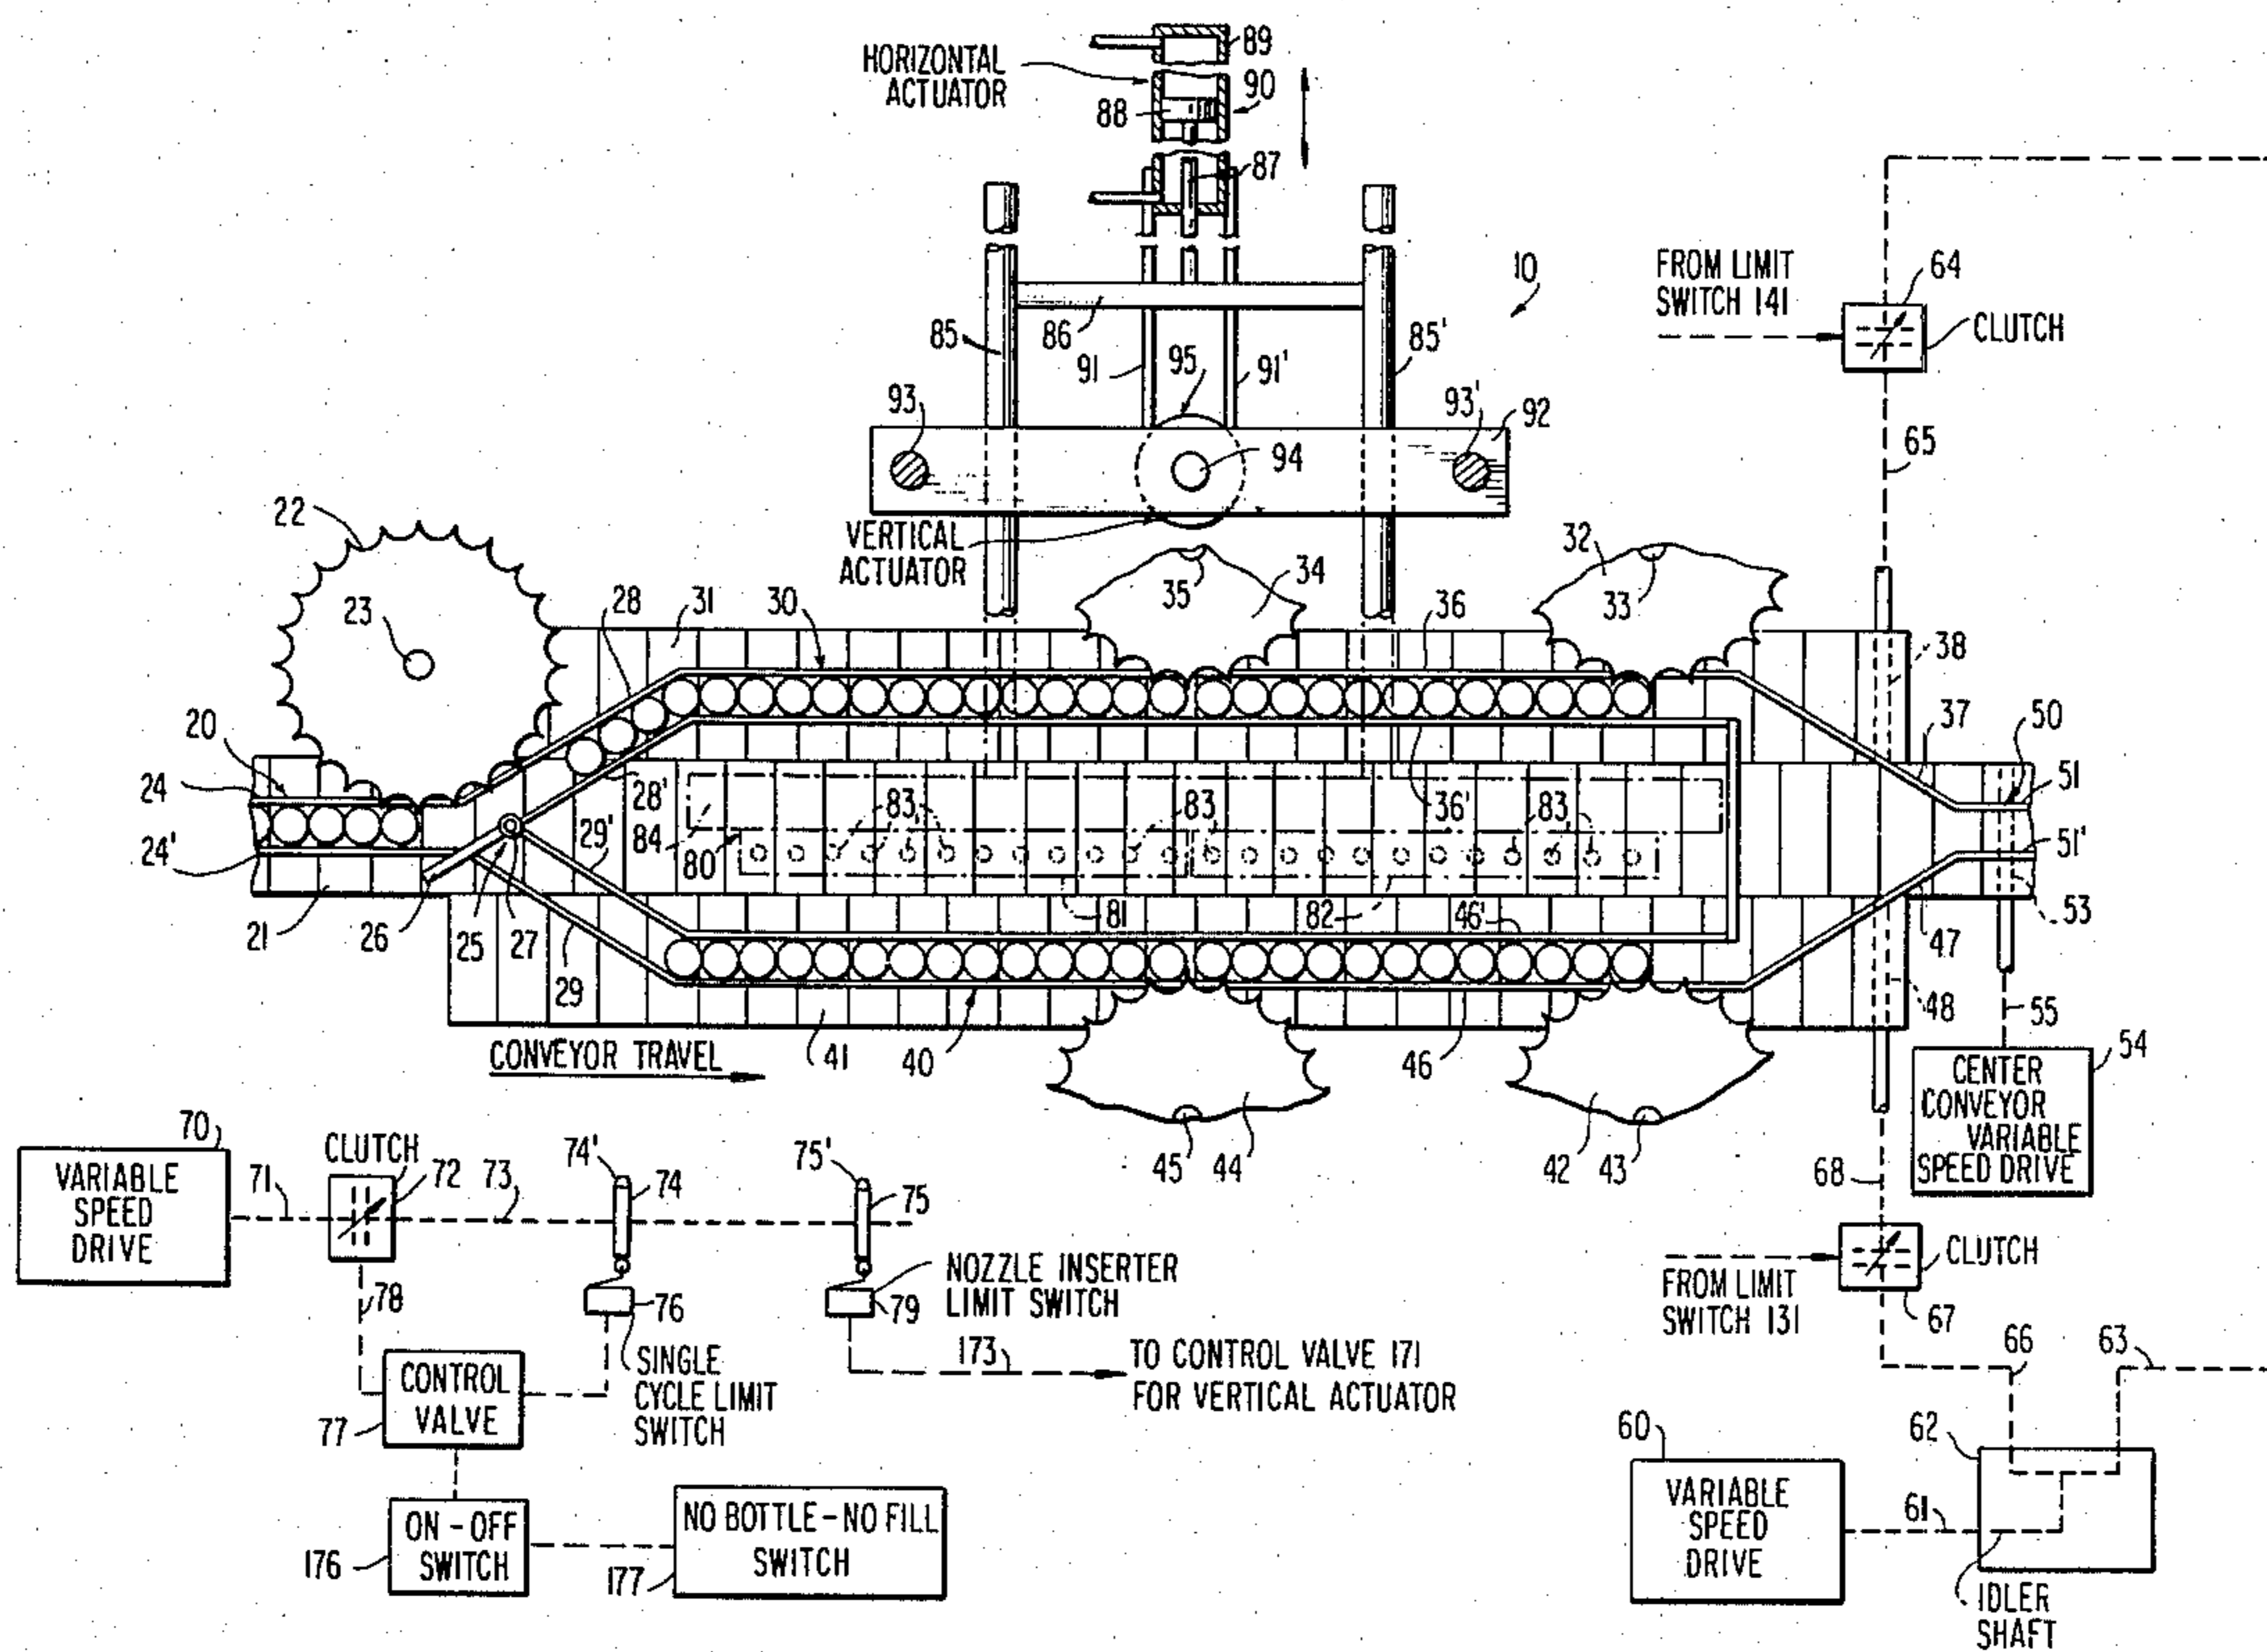 89
HORIZONTAL
ACTUATOR
90
88
87
10
FROM LIMIT
SWITCH 141
64
CLUTCH
85
86
85'
91
95
91'
93
93'
92
94
65
22
VERTICAL
ACTUATOR
32
35
34
33
23
28
31
30
36
38
20
37
50
24
51
28'
83
83
83
36'
29'
84
80
24'
51'
81
82
46'
53
21
26
25
27
29
47
48
41
40
46
55
54
CONVEYOR TRAVEL
CENTER
CONVEYOR
VARIABLE
SPEED DRIVE
70
CLUTCH
74'
75'
45
44
42
43
VARIABLE
SPEED
DRIVE
71
72
73
74
75
68
CLUTCH
NOZZLE INSERTER
LIMIT SWITCH
FROM LIMIT
SWITCH 131
78
76
79
67
173
66
63
SINGLE
CYCLE LIMIT
SWITCH
TO CONTROL VALVE 171
FOR VERTICAL ACTUATOR
CONTROL
VALVE
77
60
62
VARIABLE
SPEED
DRIVE
61
ON-OFF
SWITCH
NO BOTTLE-NO FILL
SWITCH
176
177
IDLER
SHAFT